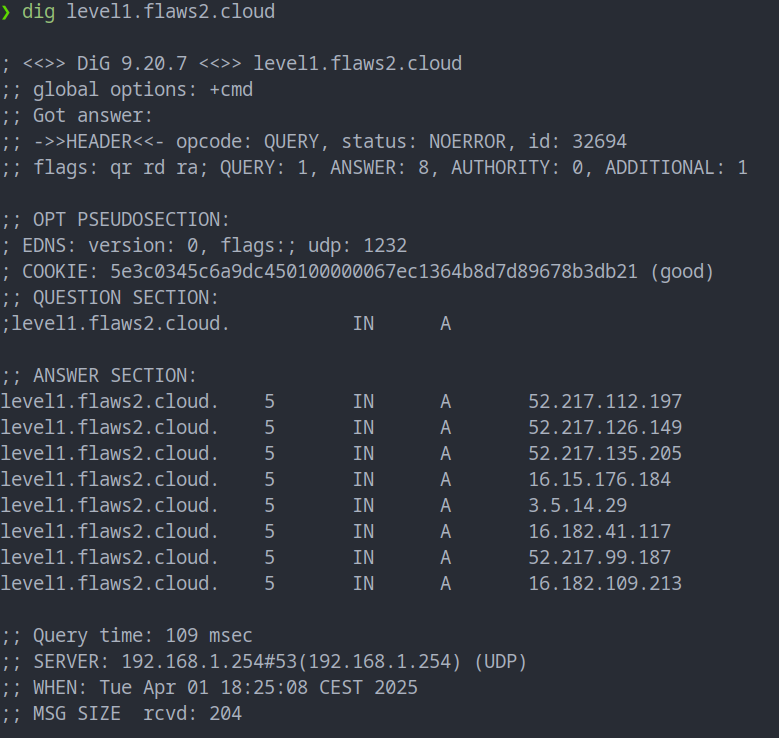 ❯ dig level1.flaws2.cloud
; <<>> DiG 9.20.7 <<>> level1.flaws2.cloud
;; global options: +cmd
;; Got answer:
;; ->>HEADER<<- opcode: QUERY, status: NOERROR, id: 32694
;; flags: qr rd ra; QUERY: 1, ANSWER: 8, AUTHORITY: 0, ADDITIONAL: 1
;; OPT PSEUDOSECTION:
; EDNS: version: 0, flags:; udp: 1232
; COOKIE: 5e3c0345c6a9dc450100000067ec1364b8d7d89678b3db21 (good)
;; QUESTION SECTION:
;level1.flaws2.cloud. IN A
;; ANSWER SECTION:
level1.flaws2.cloud. 5 IN A 52.217.112.197
level1.flaws2.cloud. 5 IN A 52.217.126.149
level1.flaws2.cloud. 5 IN A 52.217.135.205
level1.flaws2.cloud. 5 IN A 16.15.176.184
level1.flaws2.cloud. 5 IN A 3.5.14.29
level1.flaws2.cloud. 5 IN A 16.182.41.117
level1.flaws2.cloud. 5 IN A 52.217.99.187
level1.flaws2.cloud. 5 IN A 16.182.109.213
;; Query time: 109 msec
;; SERVER: 192.168.1.254#53(192.168.1.254) (UDP)
;; WHEN: Tue Apr 01 18:25:08 CEST 2025
;; MSG SIZE  rcvd: 204